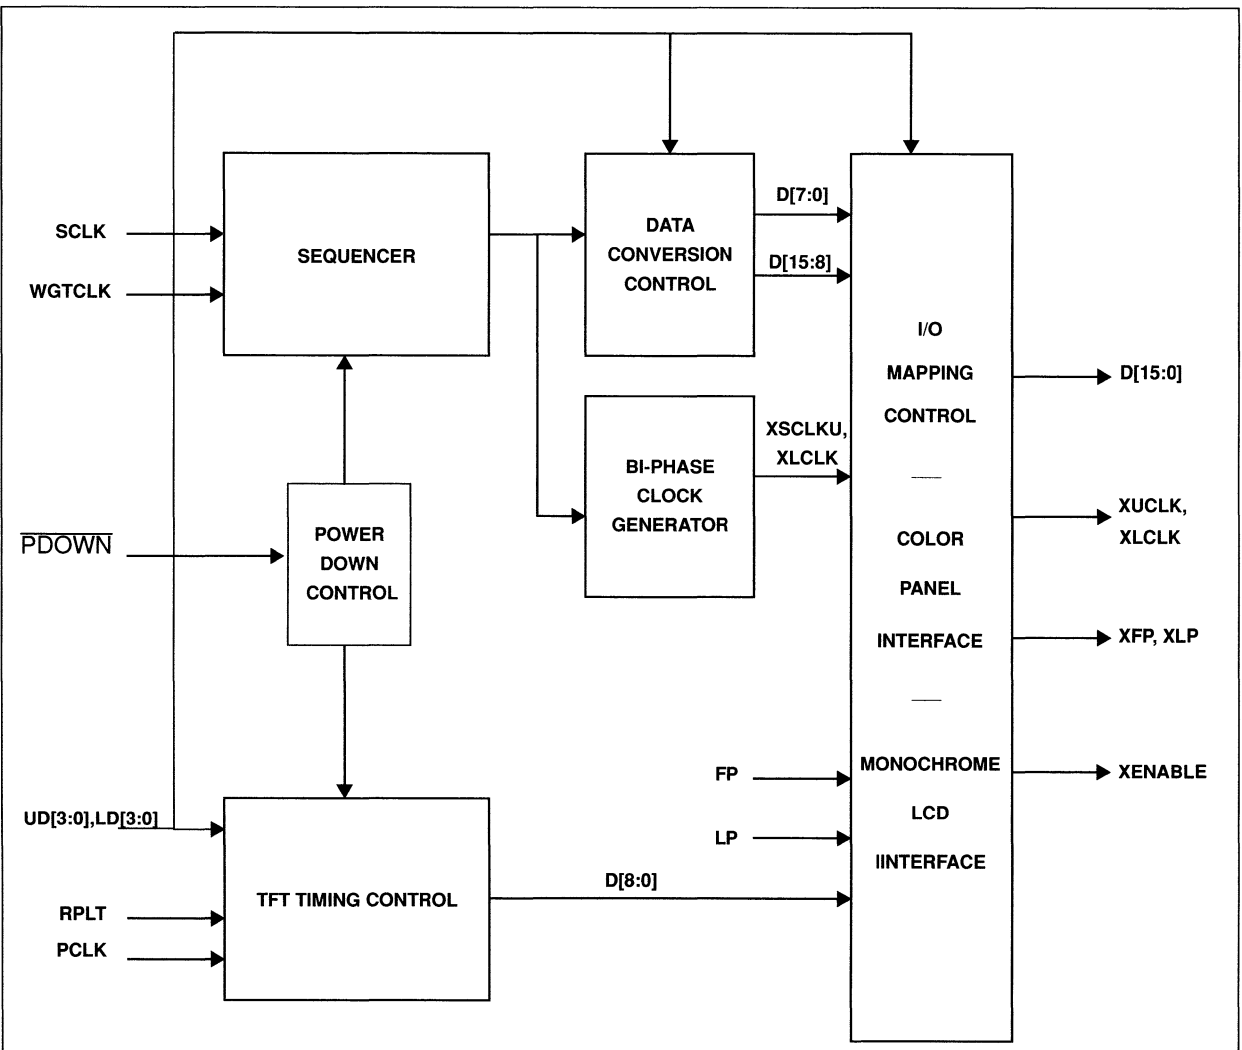 SCLK
WGTCLK
SEQUENCER
DATA
CONVERSION
CONTROL
D[7:0]
D[15:8]
BI-PHASE
CLOCK
GENERATOR
XSCLKU,
XLCLK
PDOWN
POWER
DOWN
CONTROL
I/O
MAPPING
CONTROL
COLOR
PANEL
INTERFACE
MONOCHROME
LCD
IINTERFACE
D[15:0]
XUCLK,
XLCLK
XFP, XLP
XENABLE
FP
LP
UD[3:0],LD[3:0]
RPLT
PCLK
TFT TIMING CONTROL
D[8:0]